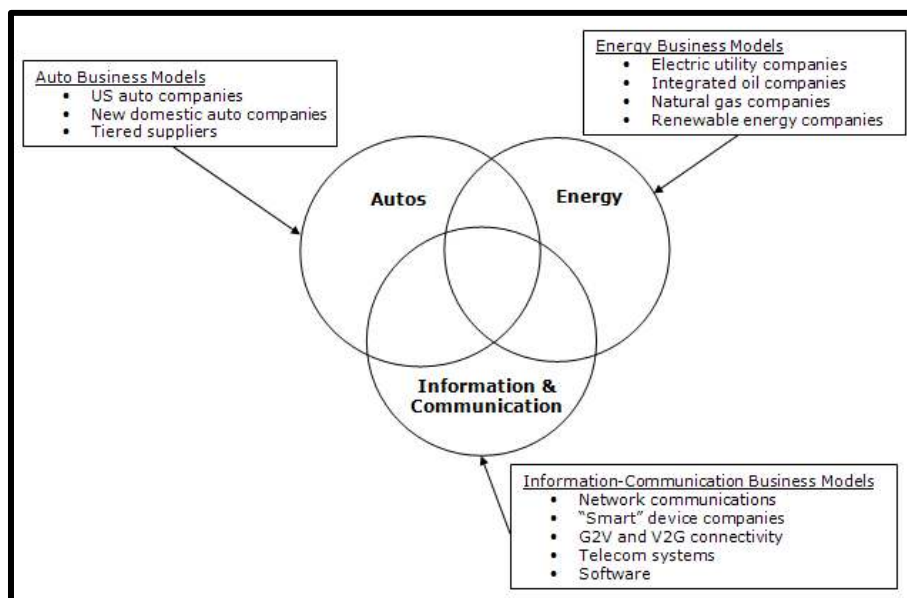 Auto Business Models
• US auto companies
• New domestic auto companies
• Tiered suppliers
Energy Business Models
• Electric utility companies
• Integrated oil companies
• Natural gas companies
• Renewable energy companies
Autos
Energy
Information &
Communication
Information-Communication Business Models
• Network communications
• “Smart” device companies
• G2V and V2G connectivity
• Telecom systems
• Software